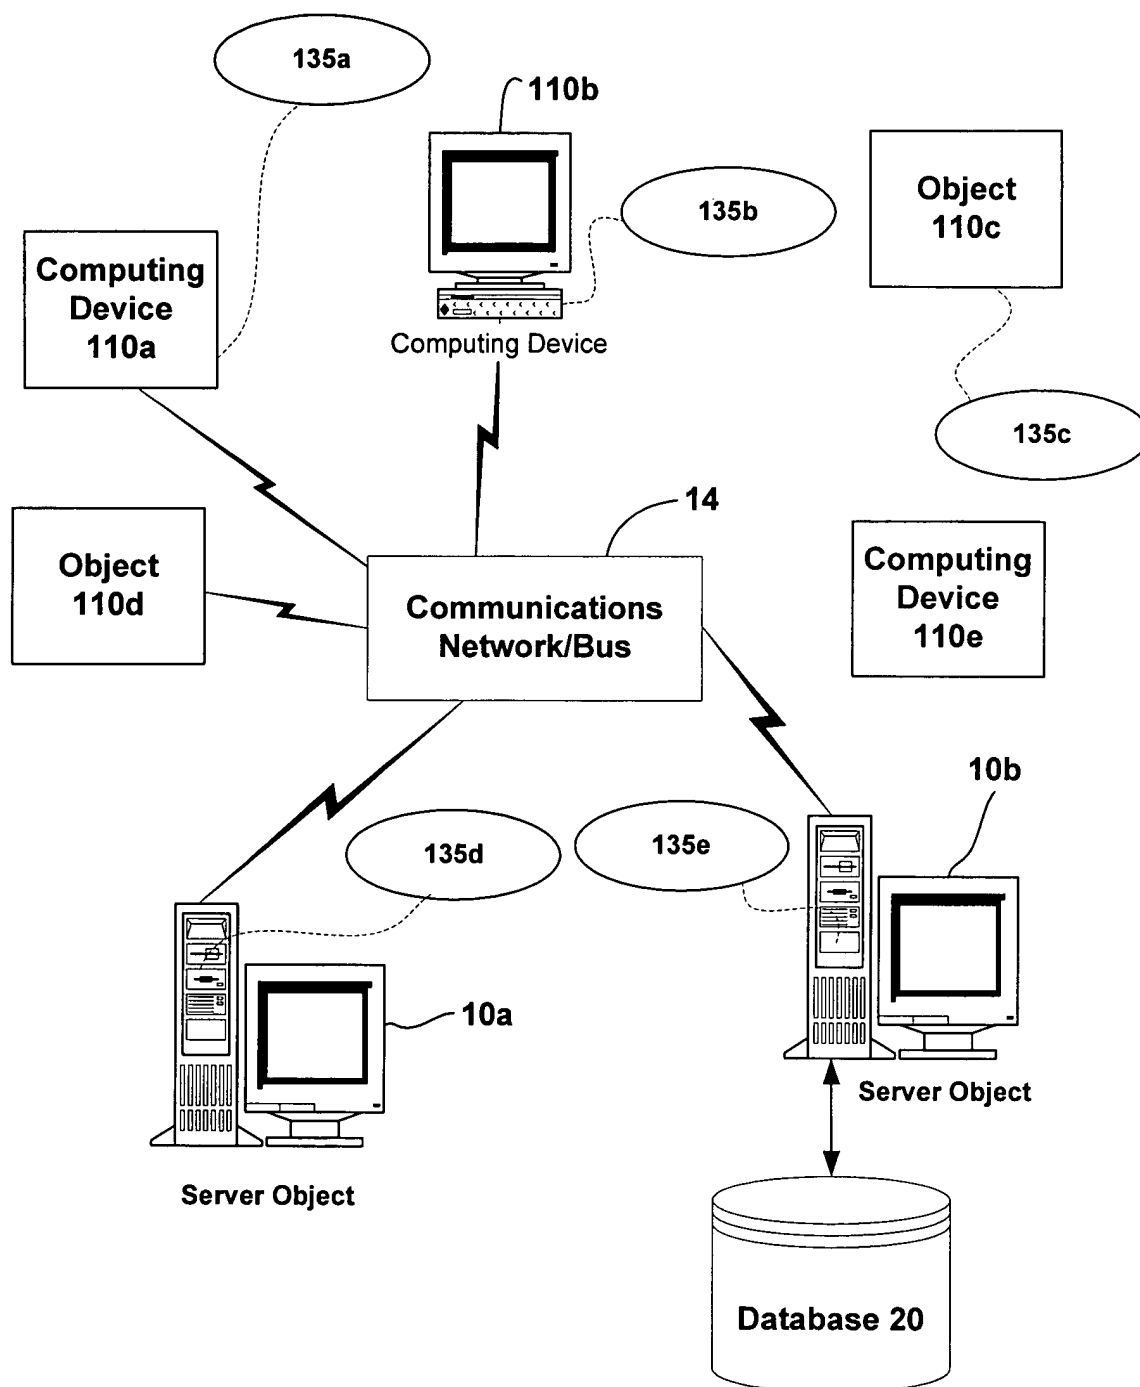 135a
110b
135b
Object
110c
Computing
Device
110a
Computing Device
135c
14
Object
110d
Computing
Device
110e
Communications
Network/Bus
10b
135d
135e
10a
Server Object
Server Object
Database 20